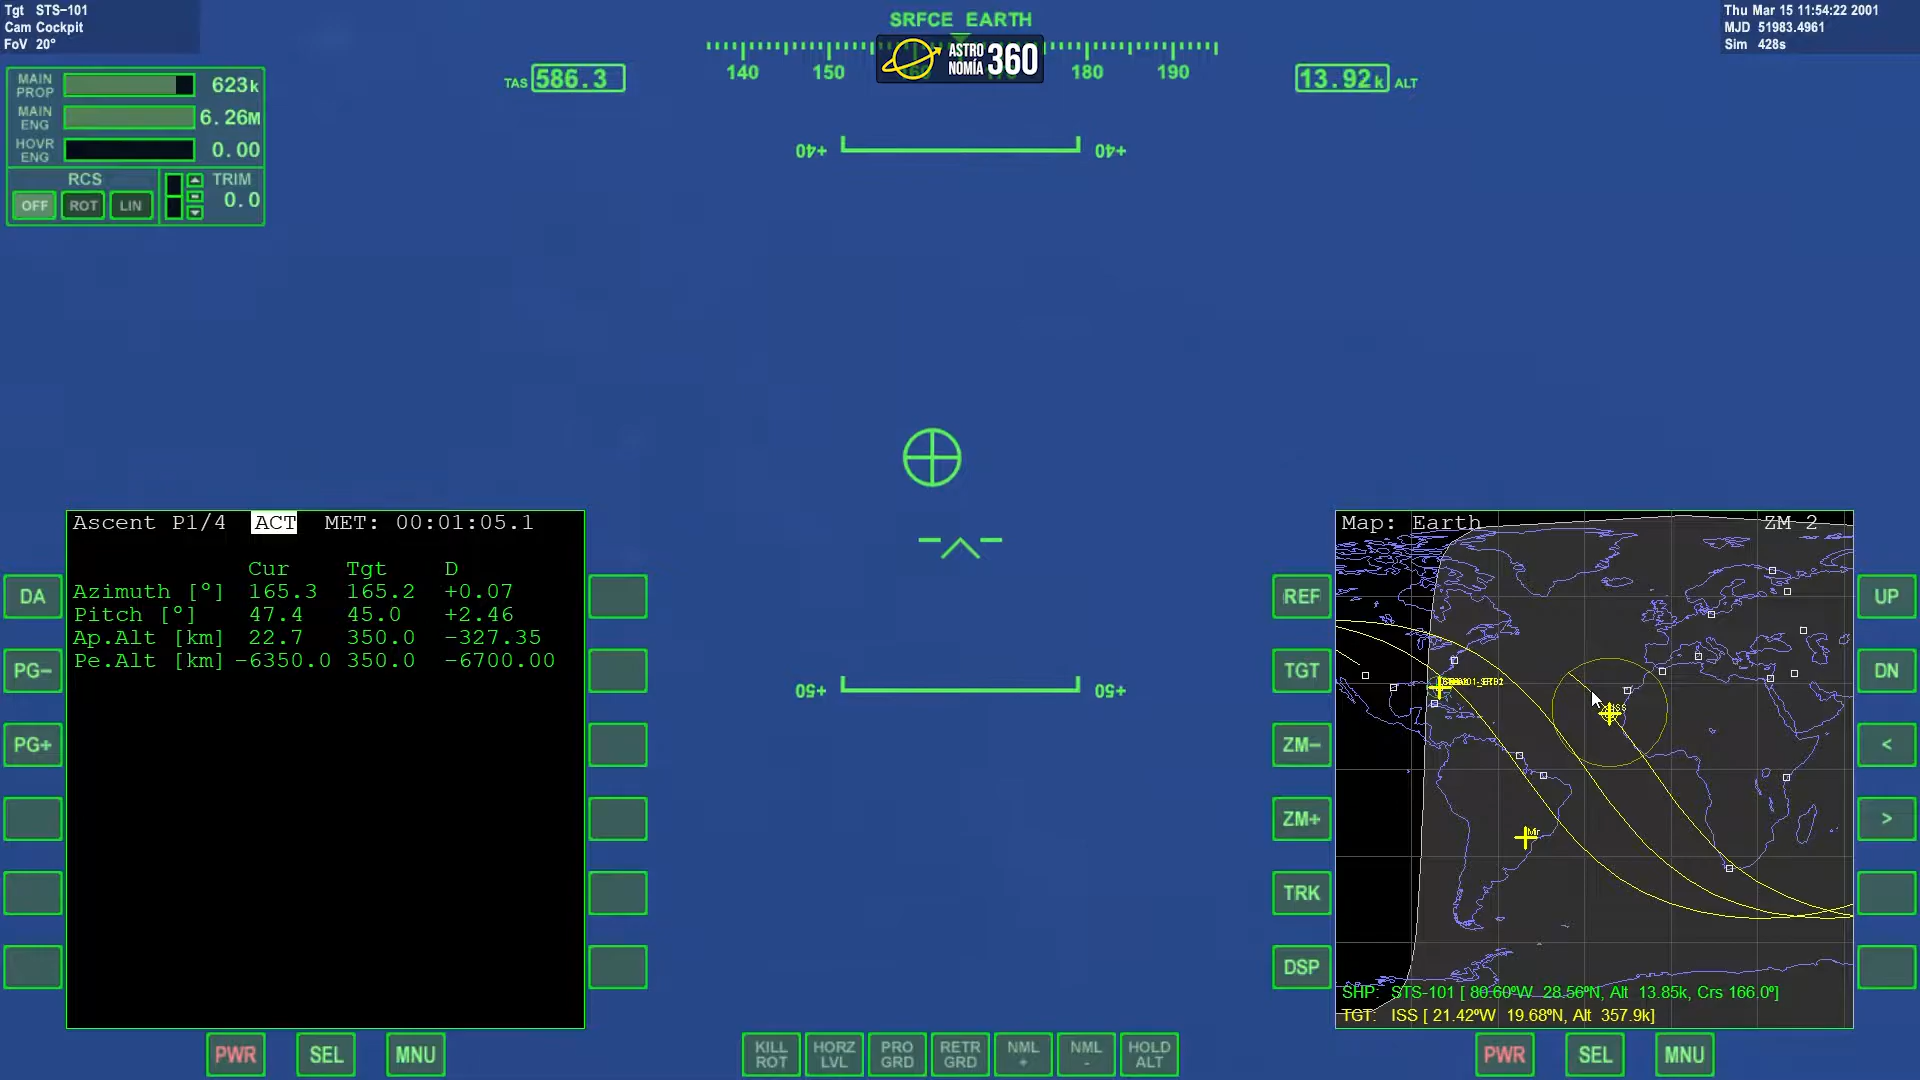 Tgt STS-101
Cam Cockpit
FoV 20°
SRFCE EARTH
Thu Mar 15 11:54:22 2001
MJD 51983.4961
Sim 428s
MAIN PROP 623k
MAIN ENG 6.26M
HOVR ENG 0.00
RCS TRIM
OFF ROT LIN 0.0
TAS 586.3
140 150 180 190
ASTRO
NOMÍA 360
13.92k ALT
+40 +40
+50 +50
Ascent P1/4 ACT MET: 00:01:05.1
Cur Tgt D
Azimuth [°] 165.3 165.2 +0.07
Pitch [°] 47.4 45.0 +2.46
Ap.Alt [km] 22.7 350.0 -327.35
Pe.Alt [km] -6350.0 350.0 -6700.00
DA
PG-
PG+
PWR SEL MNU
KILL ROT
HORZ LVL
PRO GRD
RETR GRD
NML +
NML -
HOLD ALT
Map: Earth ZM 2
REF
TGT
ZM-
ZM+
TRK
DSP
UP
DN
<
>
Mir
SHP: STS-101 [ 80.60°W 28.56°N, Alt 13.85k, Crs 166.0°]
TGT: ISS [ 21.42°W 19.68°N, Alt 357.9k]
PWR SEL MNU